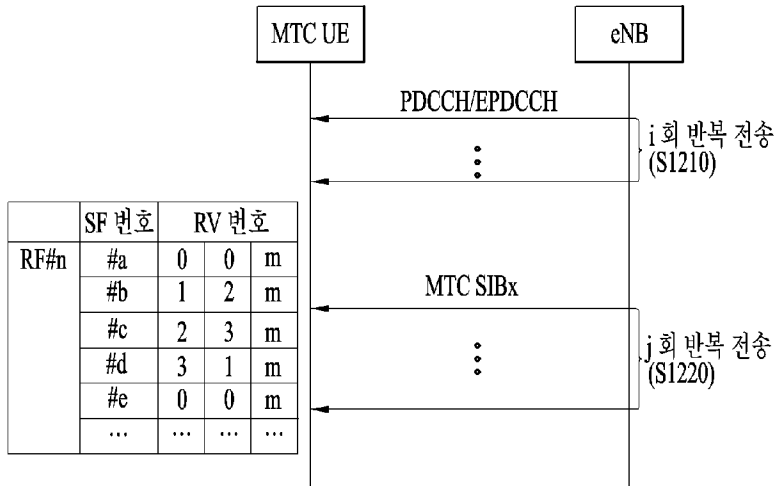 MTC UE
eNB
PDCCH/EPDCCH
i 회 반복 전송
(S1210)
SF 번호 RV 번호
RF#n #a 0 0 m
#b 1 2 m
#c 2 3 m
#d 3 1 m
#e 0 0 m
... ... ... ...
MTC SIBx
j 회 반복 전송
(S1220)